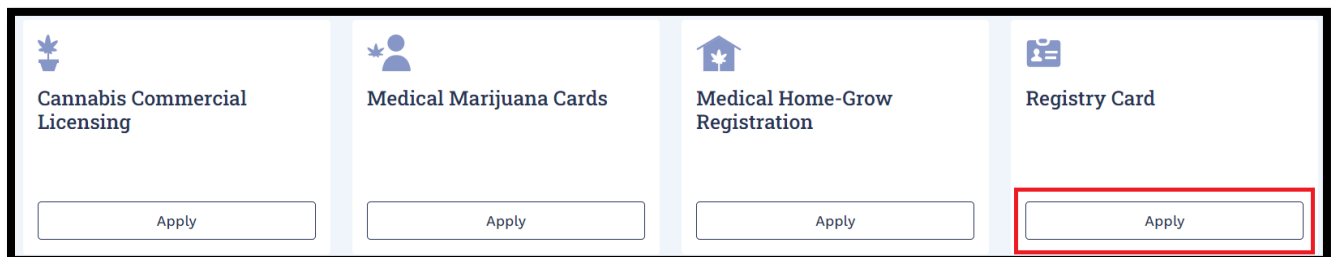 Cannabis Commercial
Licensing
Apply
Medical Marijuana Cards
Apply
Medical Home-Grow
Registration
Apply
Registry Card
Apply